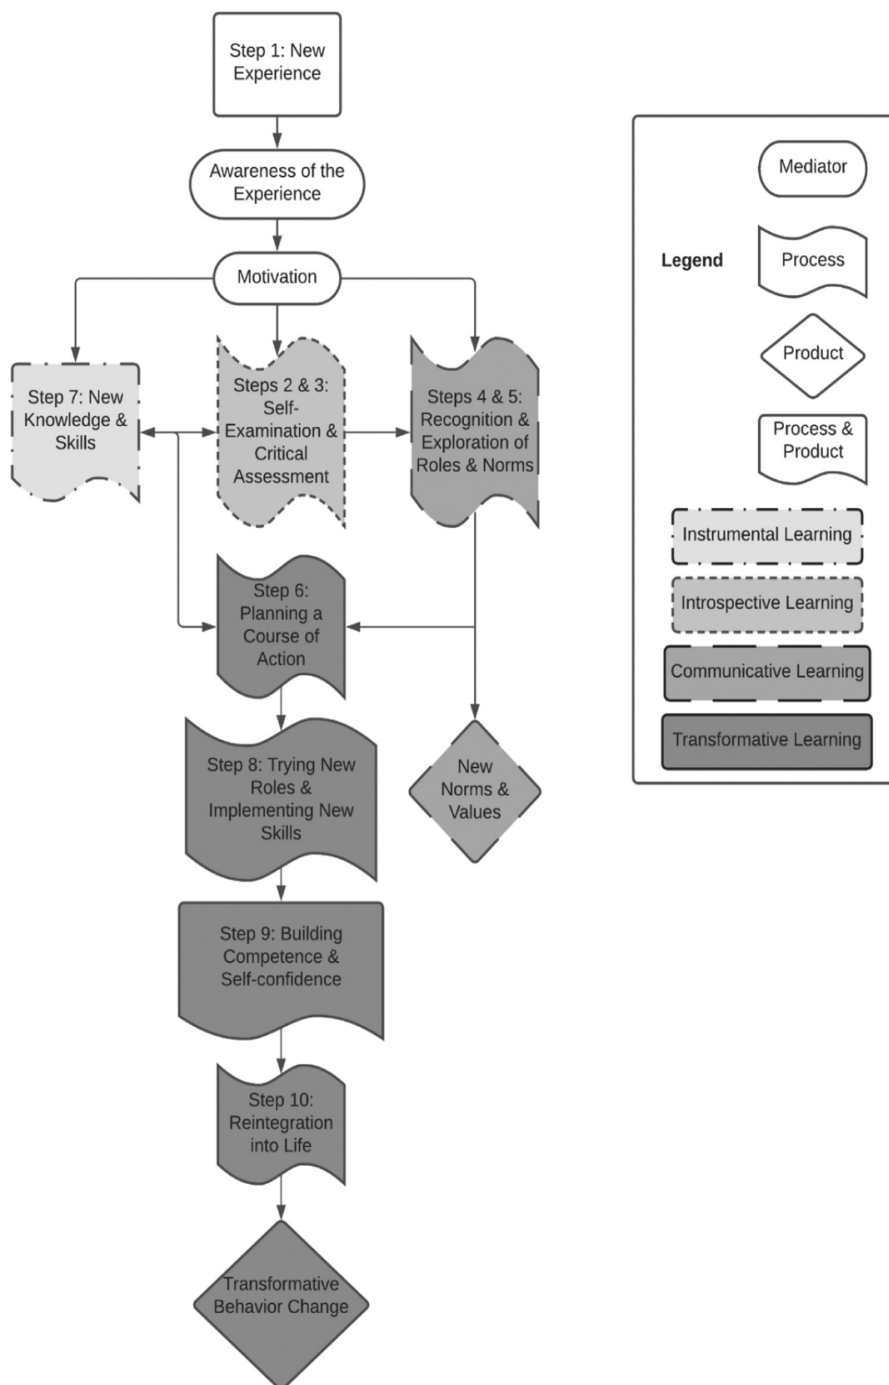 Step 1: New
Experience
Awareness of the
Experience
Motivation
Step 7: New
Knowledge &
Skills
Steps 2 & 3:
Self-
Examination &
Critical
Assessment
Steps 4 & 5:
Recognition &
Exploration of
Roles & Norms
Step 6:
Planning a
Course of
Action
Step 8: Trying New
Roles &
Implementing New
Skills
New
Norms &
Values
Step 9: Building
Competence &
Self-confidence
Step 10:
Reintegration
into Life
Transformative
Behavior Change
Legend
Mediator
Process
Product
Process &
Product
Instrumental Learning
Introspective Learning
Communicative Learning
Transformative Learning